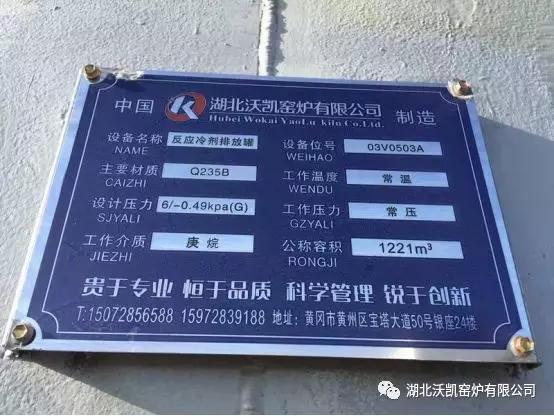 中国 湖北沃凯窑炉有限公司 制造
Hubei Wokai YaoLu kiln Co.Ltd.
设备名称 反应冷剂排放罐 设备位号 03V0503A
NAME WEIHAO
主要材质 Q235B 工作温度 常温
CAIZHI WENDU
设计压力 6/-0.49kpa(G) 工作压力 常压
SJYALI GZYALI
工作介质 庚烷 公称容积 1221m³
JIEZHI RONGJI
贵于专业 恒于品质 科学管理 锐于创新
T:15072856588 15972839188 地址:黄冈市黄州区宝塔大道50号银座24楼
湖北沃凯窑炉有限公司